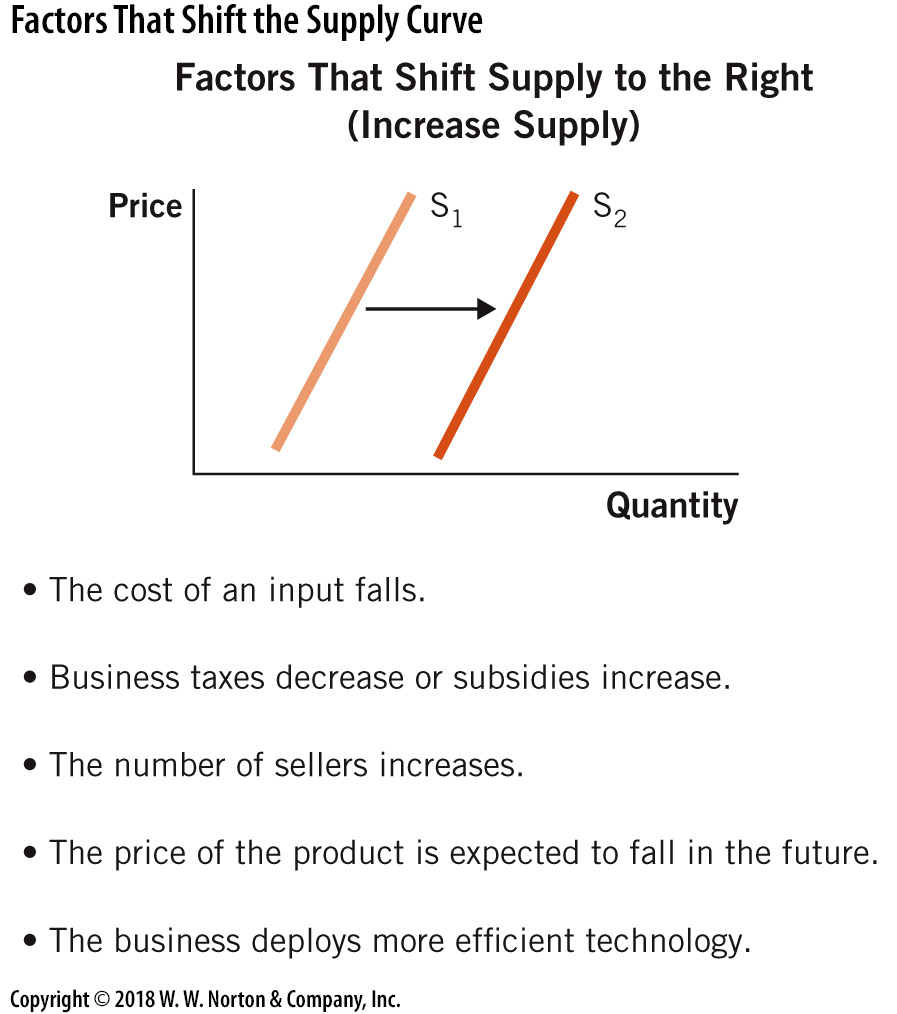 Factors That Shift the Supply Curve
Factors That Shift Supply to the Right
(Increase Supply)
Price
S1
S2
Quantity
• The cost of an input falls.
• Business taxes decrease or subsidies increase.
• The number of sellers increases.
• The price of the product is expected to fall in the future.
• The business deploys more efficient technology.
Copyright © 2018 W. W. Norton & Company, Inc.